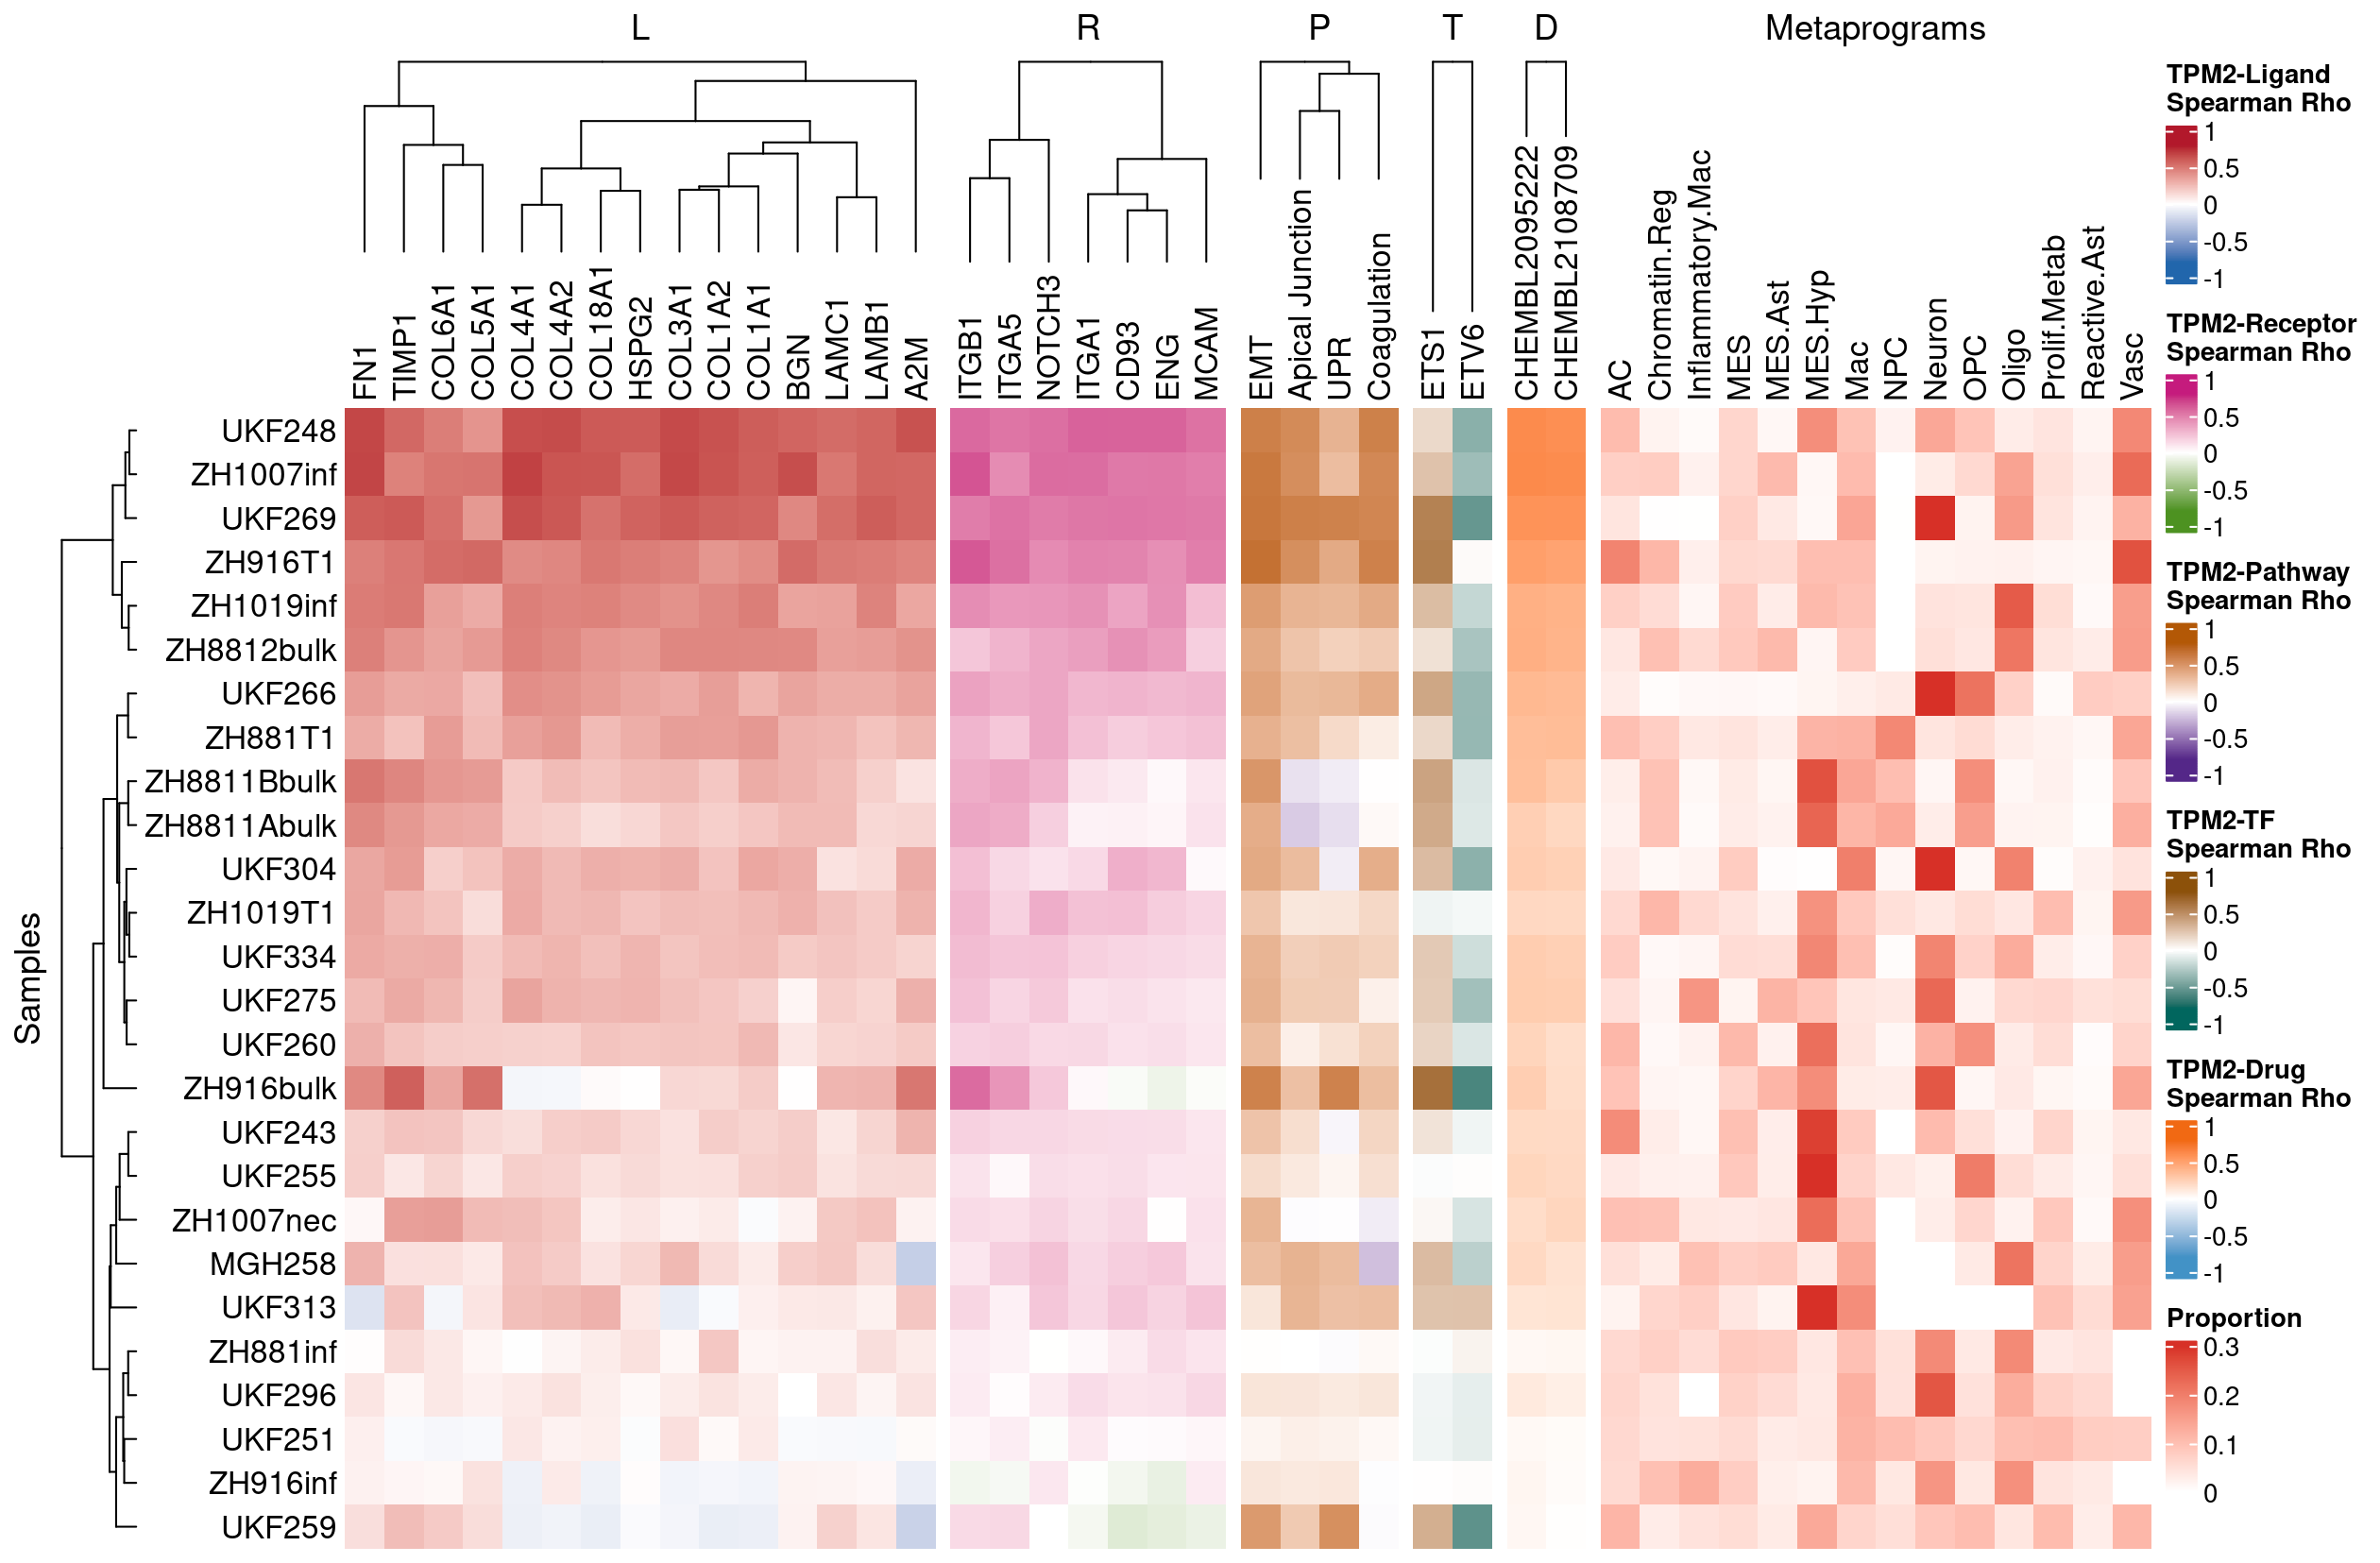 L R P T D Metaprograms
FN1 TIMP1 COL6A1 COL5A1 COL4A1 COL4A2 COL18A1 HSPG2 COL3A1 COL1A2 COL1A1 BGN LAMC1 LAMB1 A2M
ITGB1 ITGA5 NOTCH3 ITGA1 CD93 ENG MCAM
EMT Apical Junction UPR Coagulation
ETS1 ETV6
CHEMBL2095222 CHEMBL2108709
AC Chromatin.Reg Inflammatory.Mac MES MES.Ast MES.Hyp Mac NPC Neuron OPC Oligo Prolif.Metab Reactive.Ast Vasc
Samples
UKF248
ZH1007inf
UKF269
ZH916T1
ZH1019inf
ZH8812bulk
UKF266
ZH881T1
ZH8811Bbulk
ZH8811Abulk
UKF304
ZH1019T1
UKF334
UKF275
UKF260
ZH916bulk
UKF243
UKF255
ZH1007nec
MGH258
UKF313
ZH881inf
UKF296
UKF251
ZH916inf
UKF259
TPM2-Ligand
Spearman Rho
1
0.5
0
-0.5
-1
TPM2-Receptor
Spearman Rho
1
0.5
0
-0.5
-1
TPM2-Pathway
Spearman Rho
1
0.5
0
-0.5
-1
TPM2-TF
Spearman Rho
1
0.5
0
-0.5
-1
TPM2-Drug
Spearman Rho
1
0.5
0
-0.5
-1
Proportion
0.3
0.2
0.1
0